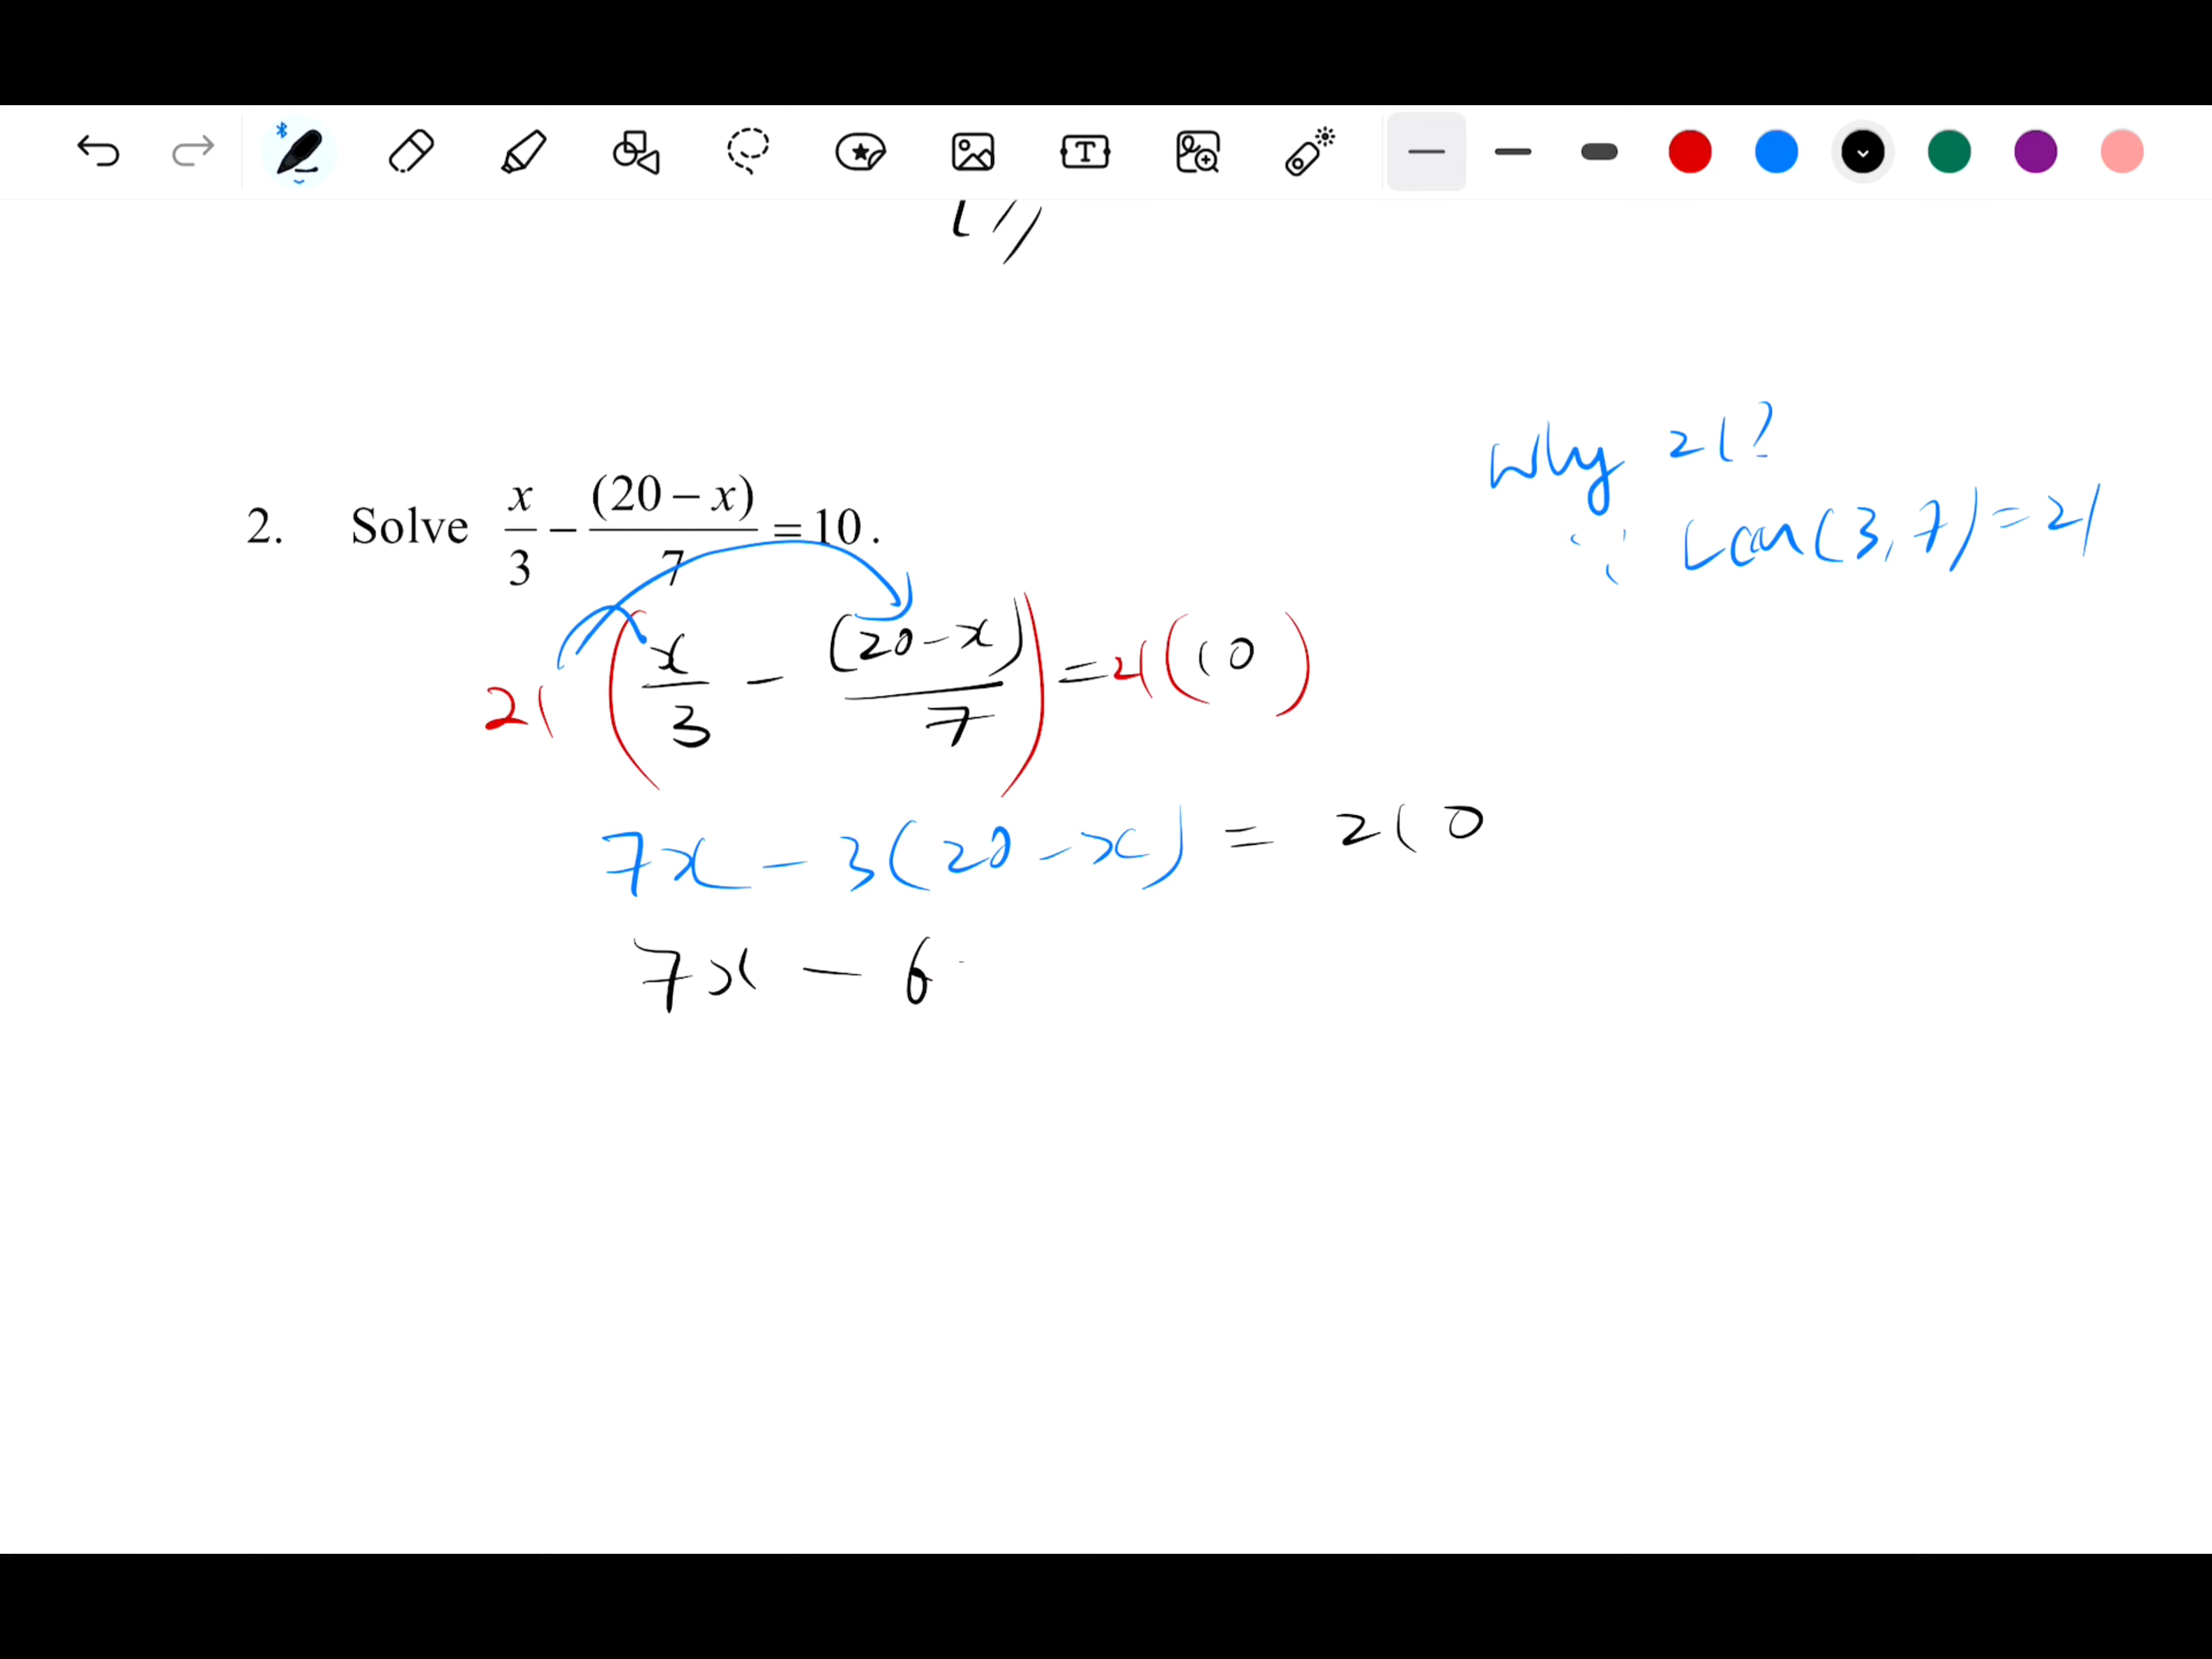 Why 21?
∵ Lcm(3,7)=21
2. Solve x/3 − (20 − x)/7 = 10.
21(x/3 − (20−x)/7) = 21(10)
7x − 3(20−x) = 210
7x − 6